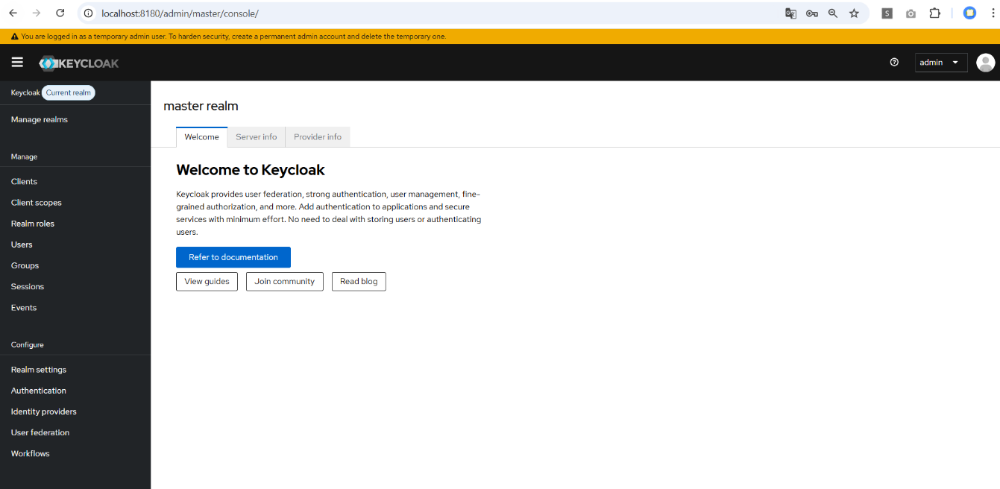 localhost:8180/admin/master/console/
S
You are logged in as a temporary admin user. To harden security, create a permanent admin account and delete the temporary one.
KEYCLOAK
admin
Keycloak Current realm
Manage realms
Manage
Clients
Client scopes
Realm roles
Users
Groups
Sessions
Events
Configure
Realm settings
Authentication
Identity providers
User federation
Workflows
master realm
Welcome Server info Provider info
Welcome to Keycloak
Keycloak provides user federation, strong authentication, user management, fine-
grained authorization, and more. Add authentication to applications and secure
services with minimum effort. No need to deal with storing users or authenticating
users.
Refer to documentation
View guides Join community Read blog